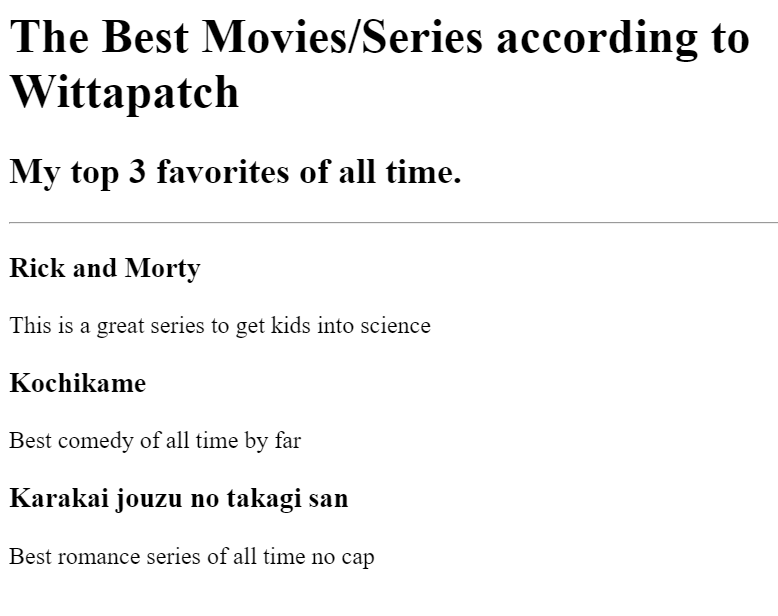 The Best Movies/Series according to
Wittapatch
My top 3 favorites of all time.
Rick and Morty
This is a great series to get kids into science
Kochikame
Best comedy of all time by far
Karakai jouzu no takagi san
Best romance series of all time no cap